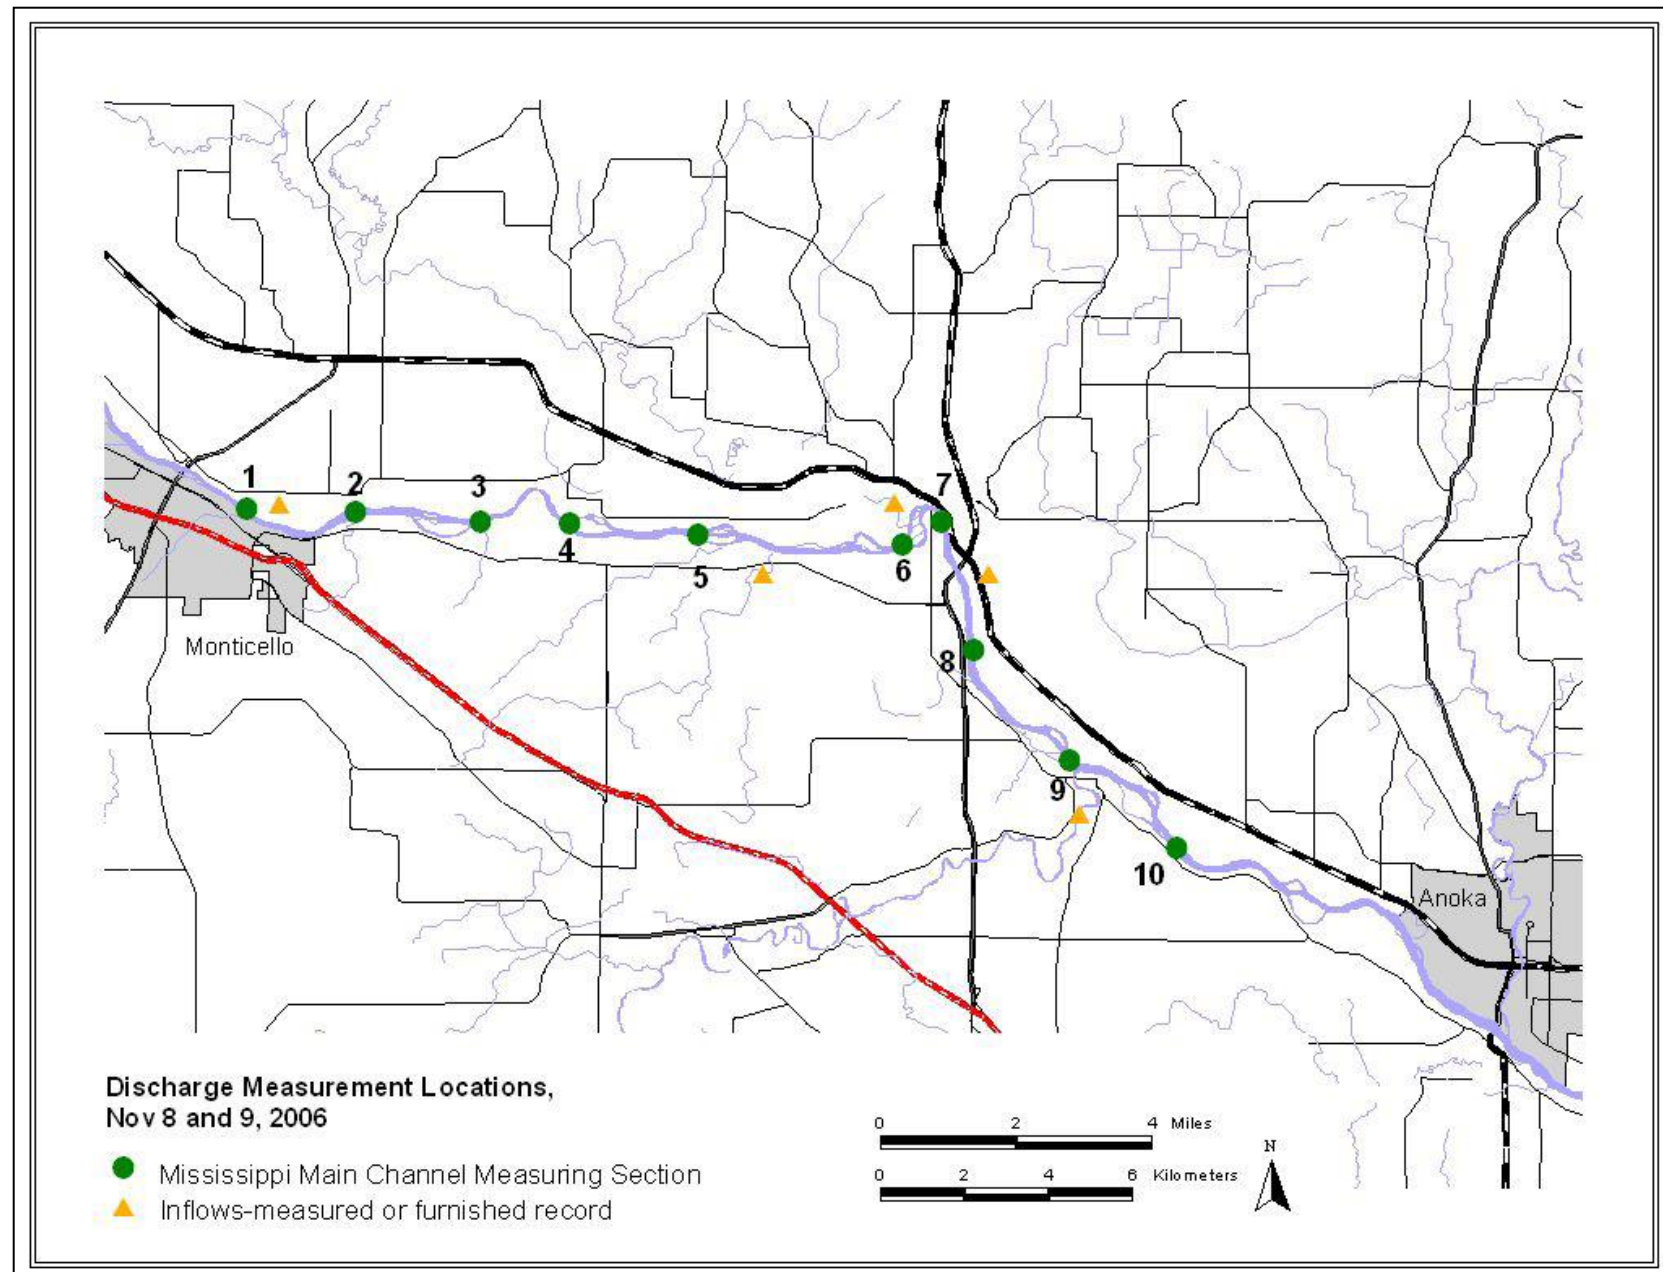 1
2
3
4
5
6
7
8
9
10
Monticello
Anoka
Discharge Measurement Locations,
Nov 8 and 9, 2006
Mississippi Main Channel Measuring Section
Inflows-measured or furnished record
0 2 4 Miles
0 2 4 6 Kilometers
N